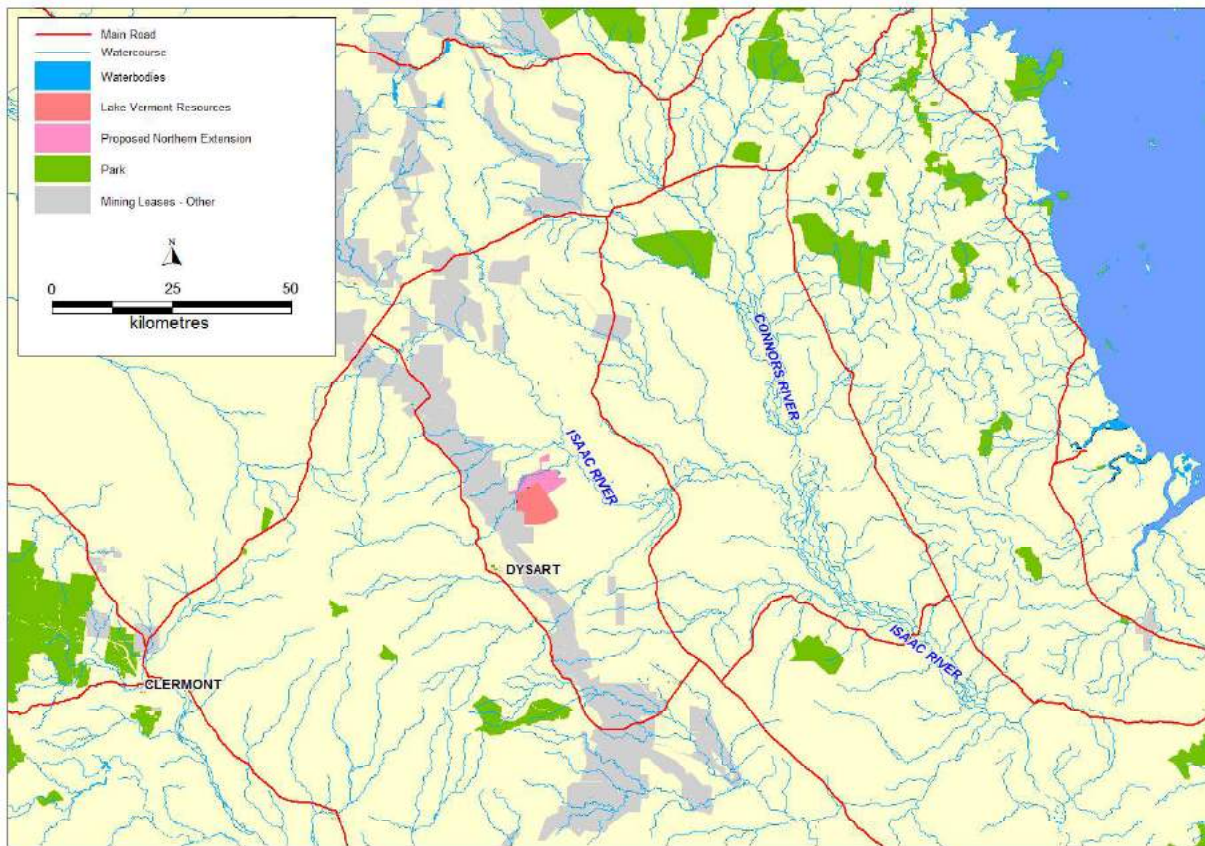 Main Road
Watercourse
Waterbodies
Lake Vermont Resources
Proposed Northern Extension
Park
Mining Leases - Other
N
0 25 50
kilometres
CONNORS RIVER
ISAAC RIVER
DYSART
ISAAC RIVER
CLERMONT